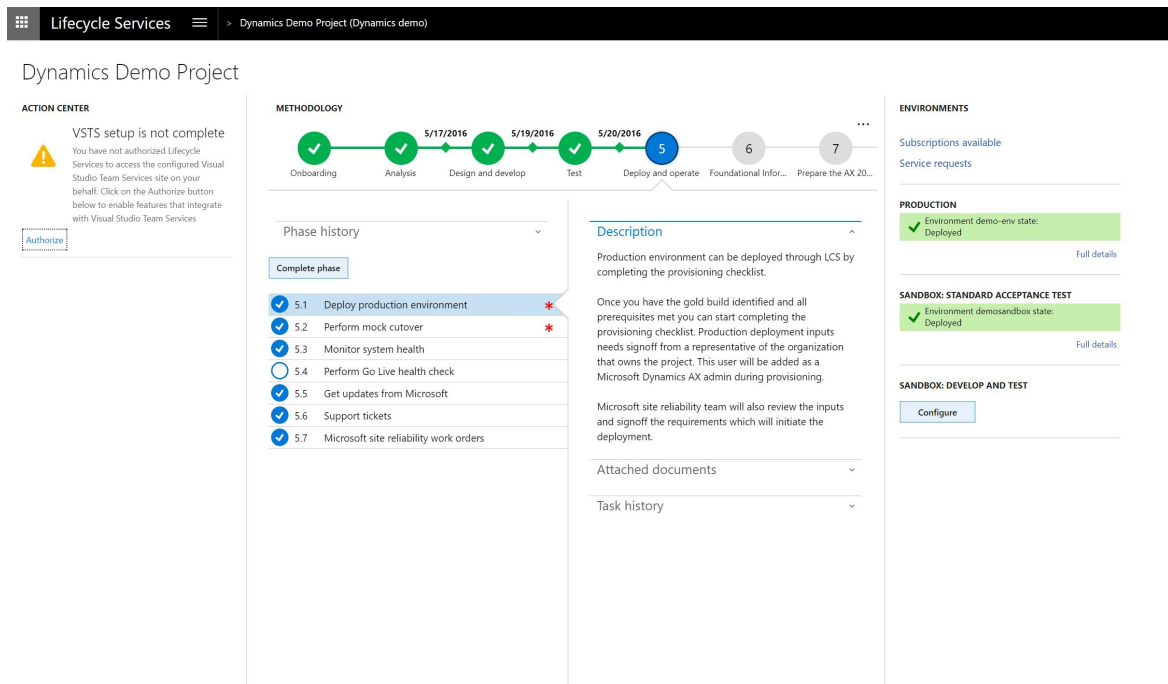 Lifecycle Services
> Dynamics Demo Project (Dynamics demo)
Dynamics Demo Project
ACTION CENTER
VSTS setup is not complete
You have not authorized Lifecycle
Services to access the configured Visual
Studio Team Services site on your
behalf. Click on the Authorize button
below to enable features that integrate
with Visual Studio Team Services
Authorize
METHODOLOGY
...
5/17/2016
5/19/2016
5/20/2016
5
6
7
Onboarding
Analysis
Design and develop
Test
Deploy and operate
Foundational Infor...
Prepare the AX 20...
Phase history
Complete phase
5.1 Deploy production environment *
5.2 Perform mock cutover *
5.3 Monitor system health
5.4 Perform Go Live health check
5.5 Get updates from Microsoft
5.6 Support tickets
5.7 Microsoft site reliability work orders
Description
Production environment can be deployed through LCS by
completing the provisioning checklist.
Once you have the gold build identified and all
prerequisites met you can start completing the
provisioning checklist. Production deployment inputs
needs signoff from a representative of the organization
that owns the project. This user will be added as a
Microsoft Dynamics AX admin during provisioning.
Microsoft site reliability team will also review the inputs
and signoff the requirements which will initiate the
deployment.
Attached documents
Task history
ENVIRONMENTS
Subscriptions available
Service requests
PRODUCTION
Environment demo-env state:
Deployed
Full details
SANDBOX: STANDARD ACCEPTANCE TEST
Environment demosandbox state:
Deployed
Full details
SANDBOX: DEVELOP AND TEST
Configure